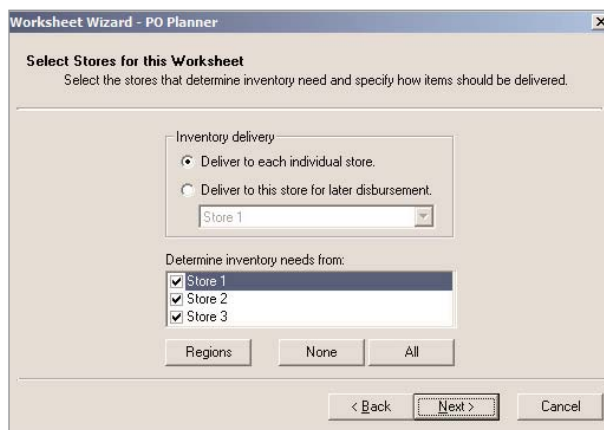 Worksheet Wizard - PO Planner
Select Stores for this Worksheet
Select the stores that determine inventory need and specify how items should be delivered.
Inventory delivery
Deliver to each individual store.
Deliver to this store for later disbursement.
Store 1
Determine inventory needs from:
Store 1
Store 2
Store 3
Regions None All
< Back Next > Cancel